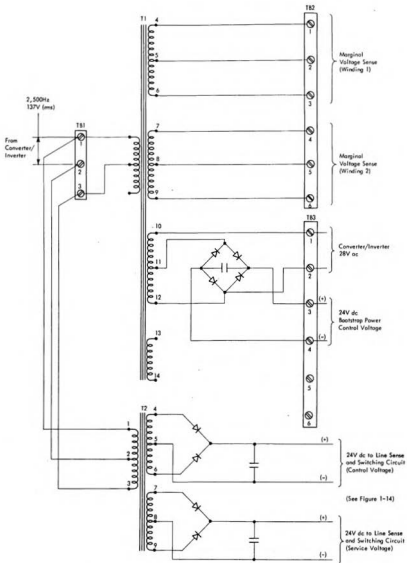 T1
TB2
4
1
5
2
6
3
Marginal
Voltage Sense
(Winding 1)
2,500Hz
137V (rms)
TB1
From
Converter/
Inverter
1
2
3
7
4
8
5
9
6
Marginal
Voltage Sense
(Winding 2)
TB3
10
1
11
2
12
3
(+)
Converter/Inverter
28V ac
24V dc
Bootstrap Power
Control Voltage
(-)
4
13
14
5
6
T2
4
1
5
2
6
3
(+)
(-)
24V dc to Line Sense
and Switching Circuit
(Control Voltage)
(See Figure 1-14)
7
8
9
(+)
(-)
24V dc to Line Sense
and Switching Circuit
(Service Voltage)